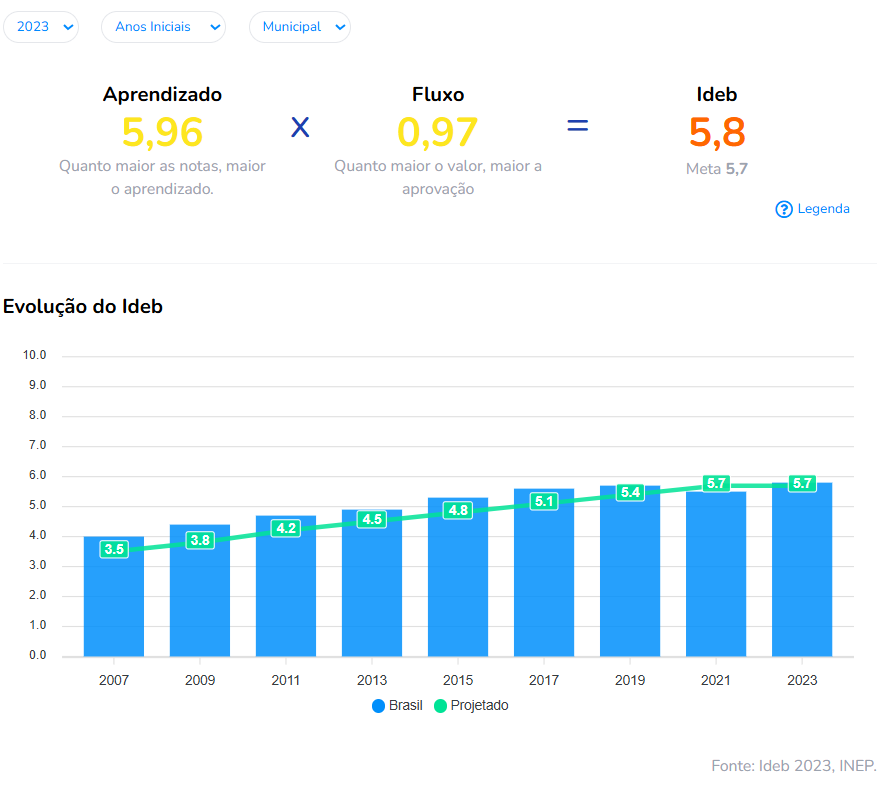 2023 Anos Iniciais Municipal
Aprendizado Fluxo Ideb
5,96 X 0,97 = 5,8
Quanto maior as notas, maior Quanto maior o valor, maior a Meta 5,7
o aprendizado. aprovação
? Legenda
Evolução do Ideb
10.0
9.0
8.0
7.0
6.0
5.0
4.0
3.0
2.0
1.0
0.0
3.5 3.8 4.2 4.5 4.8 5.1 5.4 5.7 5.7
2007 2009 2011 2013 2015 2017 2019 2021 2023
Brasil Projetado
Fonte: Ideb 2023, INEP.